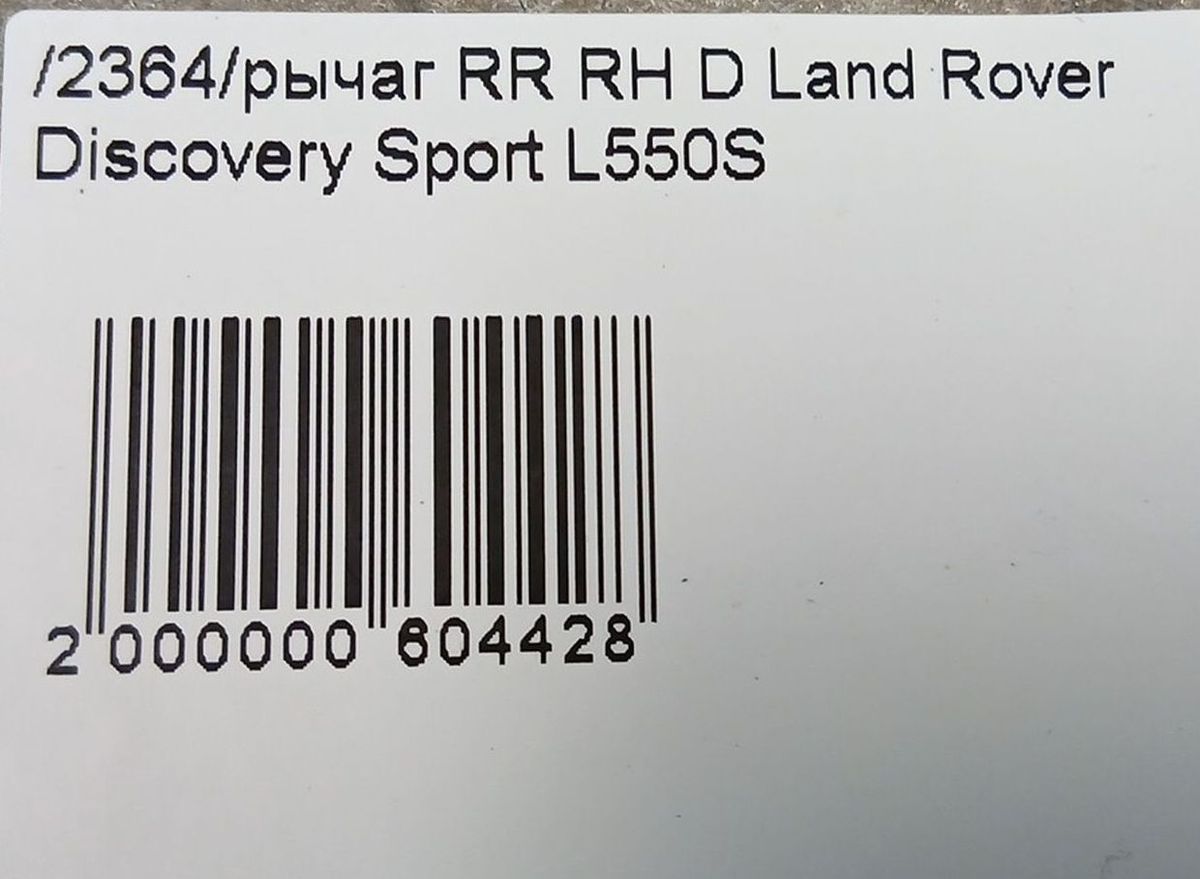 /2364/рычаг RR RH D Land Rover
Discovery Sport L550S
2 000000 604428